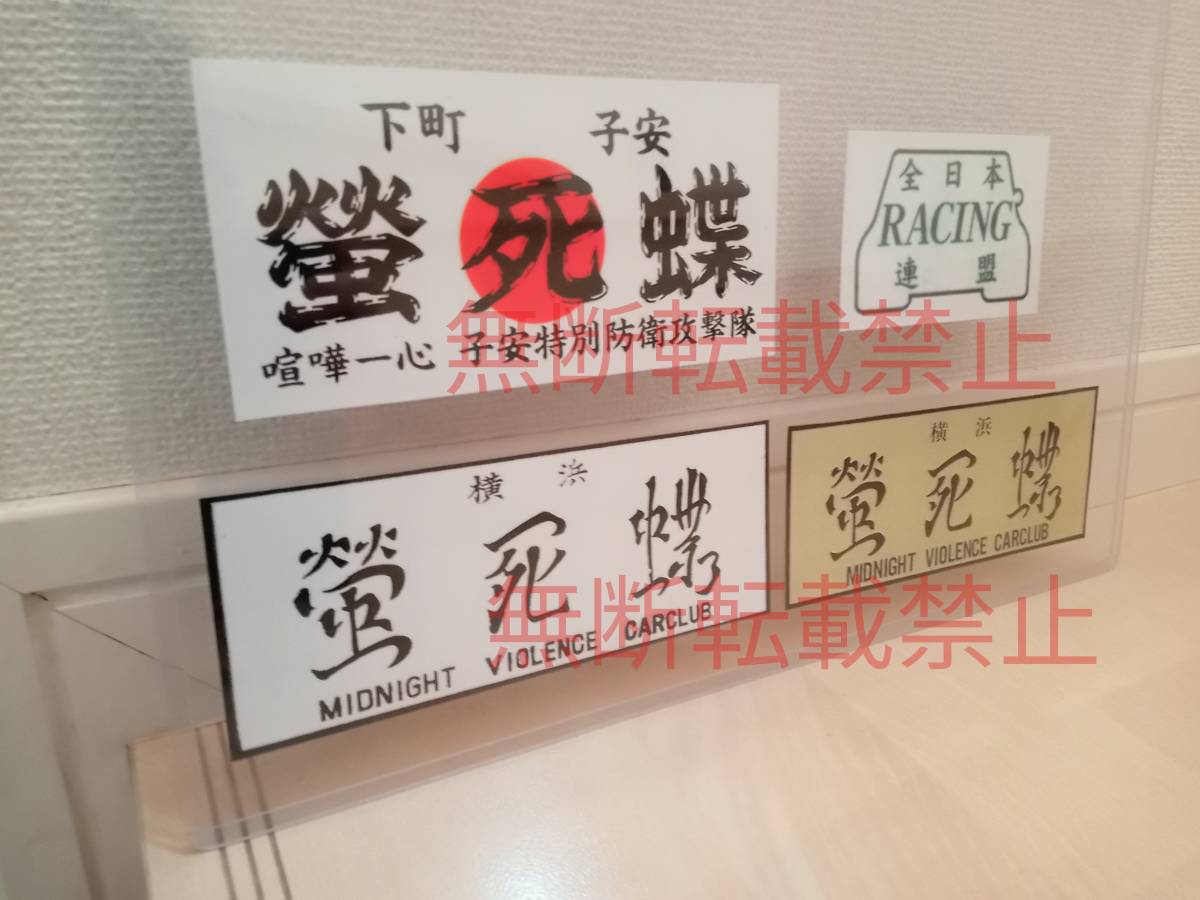 下町 子安
螢死蝶
喧嘩一心 子安特別防衛攻撃隊
全日本
RACING
連盟
無断転載禁止
横浜
螢死蝶
MIDNIGHT VIOLENCE CARCLUB
横浜
螢死蝶
MIDNIGHT VIOLENCE CARCLUB
無断転載禁止